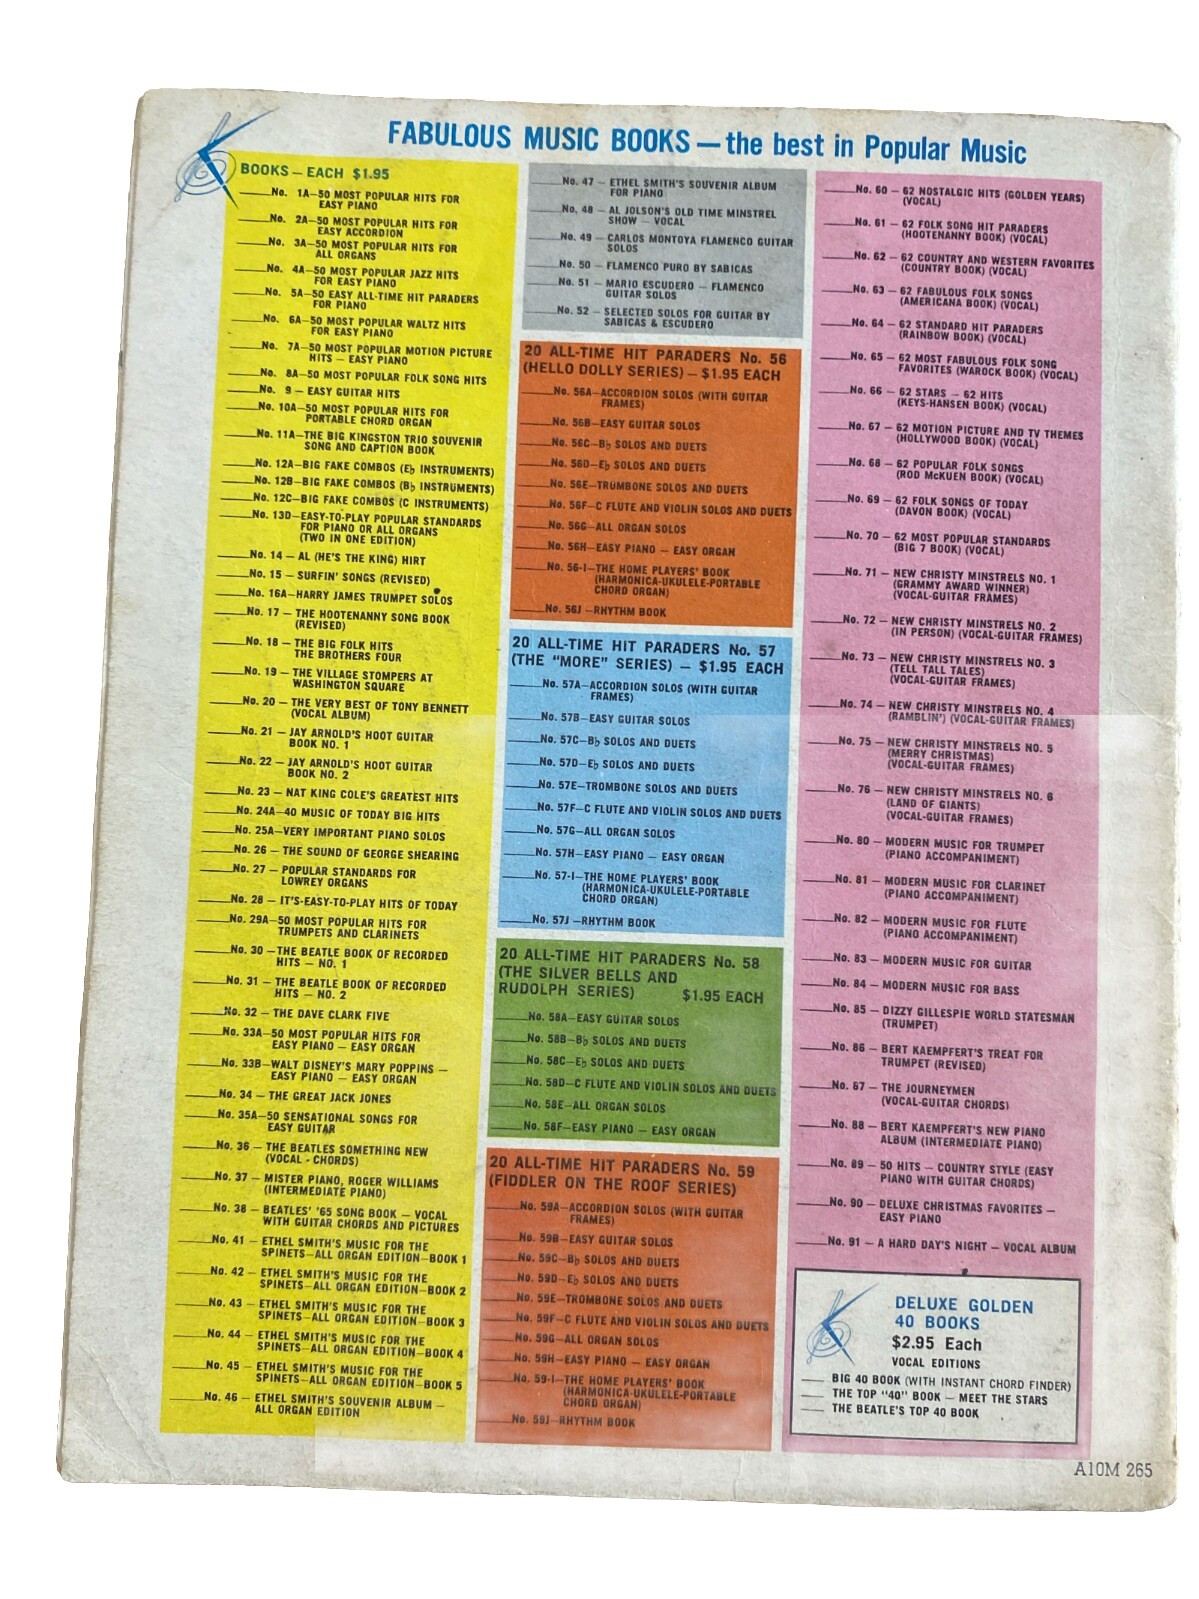 FABULOUS MUSIC BOOKS — the best in Popular Music
BOOKS — EACH $1.95
No. 1A—50 MOST POPULAR HITS FOR
EASY PIANO
No. 2A—50 MOST POPULAR HITS FOR
EASY ACCORDION
No. 3A—50 MOST POPULAR HITS FOR
ALL ORGANS
No. 4A—50 MOST POPULAR JAZZ HITS
FOR EASY PIANO
No. 5A—50 EASY ALL-TIME HIT PARADERS
FOR PIANO
No. 6A—50 MOST POPULAR WALTZ HITS
FOR EASY PIANO
No. 7A—50 MOST POPULAR MOTION PICTURE
HITS — EASY PIANO
No. 8A—50 MOST POPULAR FOLK SONG HITS
No. 9 — EASY GUITAR HITS
No. 10A—50 MOST POPULAR HITS FOR
PORTABLE CHORD ORGAN
No. 11A—THE BIG KINGSTON TRIO SOUVENIR
SONG AND CAPTION BOOK
No. 12A—BIG FAKE COMBOS (E♭ INSTRUMENTS)
No. 12B—BIG FAKE COMBOS (B♭ INSTRUMENTS)
No. 12C—BIG FAKE COMBOS (C INSTRUMENTS)
No. 13D—EASY-TO-PLAY POPULAR STANDARDS
FOR PIANO OR ALL ORGANS
(TWO IN ONE EDITION)
No. 14 — AL (HE'S THE KING) HIRT
No. 15 — SURFIN' SONGS (REVISED)
No. 16A—HARRY JAMES TRUMPET SOLOS
No. 17 — THE HOOTENANNY SONG BOOK
(REVISED)
No. 18 — THE BIG FOLK HITS
THE BROTHERS FOUR
No. 19 — THE VILLAGE STOMPERS AT
WASHINGTON SQUARE
No. 20 — THE VERY BEST OF TONY BENNETT
(VOCAL ALBUM)
No. 21 — JAY ARNOLD'S HOOT GUITAR
BOOK NO. 1
No. 22 — JAY ARNOLD'S HOOT GUITAR
BOOK NO. 2
No. 23 — NAT KING COLE'S GREATEST HITS
No. 24A—40 MUSIC OF TODAY BIG HITS
No. 25A—VERY IMPORTANT PIANO SOLOS
No. 26 — THE SOUND OF GEORGE SHEARING
No. 27 — POPULAR STANDARDS FOR
LOWREY ORGANS
No. 28 — IT'S-EASY-TO-PLAY HITS OF TODAY
No. 29A—50 MOST POPULAR HITS FOR
TRUMPETS AND CLARINETS
No. 30 —THE BEATLE BOOK OF RECORDED
HITS — NO. 1
No. 31 — THE BEATLE BOOK OF RECORDED
HITS — NO. 2
No. 32 — THE DAVE CLARK FIVE
No. 33A—50 MOST POPULAR HITS FOR
EASY PIANO — EASY ORGAN
No. 33B—WALT DISNEY'S MARY POPPINS —
EASY PIANO — EASY ORGAN
No. 34 — THE GREAT JACK JONES
No. 35A—50 SENSATIONAL SONGS FOR
EASY GUITAR
No. 36 — THE BEATLES SOMETHING NEW
(VOCAL - CHORDS)
No. 37 — MISTER PIANO, ROGER WILLIAMS
(INTERMEDIATE PIANO)
No. 38 — BEATLES' '65 SONG BOOK — VOCAL
WITH GUITAR CHORDS AND PICTURES
No. 41 — ETHEL SMITH'S MUSIC FOR THE
SPINETS—ALL ORGAN EDITION—BOOK 1
No. 42 — ETHEL SMITH'S MUSIC FOR THE
SPINETS—ALL ORGAN EDITION—BOOK 2
No. 43 — ETHEL SMITH'S MUSIC FOR THE
SPINETS—ALL ORGAN EDITION—BOOK 3
No. 44 — ETHEL SMITH'S MUSIC FOR THE
SPINETS—ALL ORGAN EDITION—BOOK 4
No. 45 — ETHEL SMITH'S MUSIC FOR THE
SPINETS—ALL ORGAN EDITION—BOOK 5
No. 46 — ETHEL SMITH'S SOUVENIR ALBUM —
ALL ORGAN EDITION
No. 47 — ETHEL SMITH'S SOUVENIR ALBUM
FOR PIANO
No. 48 — AL JOLSON'S OLD TIME MINSTREL
SHOW — VOCAL
No. 49 — CARLOS MONTOYA FLAMENCO GUITAR
SOLOS
No. 50 — FLAMENCO PURO BY SABICAS
No. 51 — MARIO ESCUDERO — FLAMENCO
GUITAR SOLOS
No. 52 — SELECTED SOLOS FOR GUITAR BY
SABICAS & ESCUDERO
20 ALL-TIME HIT PARADERS No. 56
(HELLO DOLLY SERIES) — $1.95 EACH
No. 56A—ACCORDION SOLOS (WITH GUITAR
FRAMES)
No. 56B—EASY GUITAR SOLOS
No. 56C—B♭ SOLOS AND DUETS
No. 56D—E♭ SOLOS AND DUETS
No. 56E—TRUMBONE SOLOS AND DUETS
No. 56F—C FLUTE AND VIOLIN SOLOS AND DUETS
No. 56G—ALL ORGAN SOLOS
No. 56H—EASY PIANO — EASY ORGAN
No. 56-I—THE HOME PLAYERS' BOOK
(HARMONICA-UKULELE-PORTABLE
CHORD ORGAN)
No. 56J —RHYTHM BOOK
20 ALL-TIME HIT PARADERS No. 57
(THE "MORE" SERIES) — $1.95 EACH
No. 57A—ACCORDION SOLOS (WITH GUITAR
FRAMES)
No. 57B—EASY GUITAR SOLOS
No. 57C—B♭ SOLOS AND DUETS
No. 57D—E♭ SOLOS AND DUETS
No. 57E—TROMBONE SOLOS AND DUETS
No. 57F—C FLUTE AND VIOLIN SOLOS AND DUETS
No. 57G—ALL ORGAN SOLOS
No. 57H—EASY PIANO — EASY ORGAN
No. 57-I—THE HOME PLAYERS' BOOK
(HARMONICA-UKULELE-PORTABLE
CHORD ORGAN)
No. 57J —RHYTHM BOOK
20 ALL-TIME HIT PARADERS No. 58
(THE SILVER BELLS AND
RUDOLPH SERIES) $1.95 EACH
No. 58A—EASY GUITAR SOLOS
No. 58B—B♭ SOLOS AND DUETS
No. 58C—E♭ SOLOS AND DUETS
No. 58D—C FLUTE AND VIOLIN SOLOS AND DUETS
No. 58E—ALL ORGAN SOLOS
No. 58F—EASY PIANO — EASY ORGAN
20 ALL-TIME HIT PARADERS No. 59
(FIDDLER ON THE ROOF SERIES)
No. 59A—ACCORDION SOLOS (WITH GUITAR
FRAMES)
No. 59B—EASY GUITAR SOLOS
No. 59C—B♭ SOLOS AND DUETS
No. 59D—E♭ SOLOS AND DUETS
No. 59E—TROMBONE SOLOS AND DUETS
No. 59F—C FLUTE AND VIOLIN SOLOS AND DUETS
No. 59G—ALL ORGAN SOLOS
No. 59H—EASY PIANO — EASY ORGAN
No. 59-I—THE HOME PLAYERS' BOOK
(HARMONICA-UKULELE-PORTABLE
CHORD ORGAN)
No. 59J—RHYTHM BOOK
No. 60 — 62 NOSTALGIC HITS (GOLDEN YEARS)
(VOCAL)
No. 61 — 62 FOLK SONG HIT PARADERS
(HOOTENANNY BOOK) (VOCAL)
No. 62 — 62 COUNTRY AND WESTERN FAVORITES
(COUNTRY BOOK) (VOCAL)
No. 63 — 62 FABULOUS FOLK SONGS
(AMERICANA BOOK) (VOCAL)
No. 64 — 62 STANDARD HIT PARADERS
(RAINBOW BOOK) (VOCAL)
No. 65 — 62 MOST FABULOUS FOLK SONG
FAVORITES (WAROCK BOOK) (VOCAL)
No. 66 — 62 STARS — 62 HITS
(KEYS-HANSEN BOOK) (VOCAL)
No. 67 — 62 MOTION PICTURE AND TV THEMES
(HOLLYWOOD BOOK) (VOCAL)
No. 68 — 62 POPULAR FOLK SONGS
(ROD McKUEN BOOK) (VOCAL)
No. 69 — 62 FOLK SONGS OF TODAY
(DAVON BOOK) (VOCAL)
No. 70 — 62 MOST POPULAR STANDARDS
(BIG 7 BOOK) (VOCAL)
No. 71 — NEW CHRISTY MINSTRELS NO. 1
(GRAMMY AWARD WINNER)
(VOCAL-GUITAR FRAMES)
No. 72 — NEW CHRISTY MINSTRELS NO. 2
(IN PERSON) (VOCAL-GUITAR FRAMES)
No. 73 — NEW CHRISTY MINSTRELS NO. 3
(TELL TALL TALES)
(VOCAL-GUITAR FRAMES)
No. 74 — NEW CHRISTY MINSTRELS NO. 4
(RAMBLIN') (VOCAL-GUITAR FRAMES)
No. 75 — NEW CHRISTY MINSTRELS NO. 5
(MERRY CHRISTMAS)
(VOCAL-GUITAR FRAMES)
No. 76 — NEW CHRISTY MINSTRELS NO. 6
(LAND OF GIANTS)
(VOCAL-GUITAR FRAMES)
No. 80 — MODERN MUSIC FOR TRUMPET
(PIANO ACCOMPANIMENT)
No. 81 — MODERN MUSIC FOR CLARINET
(PIANO ACCOMPANIMENT)
No. 82 — MODERN MUSIC FOR FLUTE
(PIANO ACCOMPANIMENT)
No. 83 — MODERN MUSIC FOR GUITAR
No. 84 — MODERN MUSIC FOR BASS
No. 85 — DIZZY GILLESPIE WORLD STATESMAN
(TRUMPET)
No. 86 — BERT KAEMPFERT'S TREAT FOR
TRUMPET (REVISED)
No. 87 — THE JOURNEYMEN
(VOCAL-GUITAR CHORDS)
No. 88 — BERT KAEMPFERT'S NEW PIANO
ALBUM (INTERMEDIATE PIANO)
No. 89 — 50 HITS — COUNTRY STYLE (EASY
PIANO WITH GUITAR CHORDS)
No. 90 — DELUXE CHRISTMAS FAVORITES —
EASY PIANO
No. 91 — A HARD DAY'S NIGHT — VOCAL ALBUM
DELUXE GOLDEN
40 BOOKS
$2.95 Each
VOCAL EDITIONS
BIG 40 BOOK (WITH INSTANT CHORD FINDER)
THE TOP "40" BOOK — MEET THE STARS
THE BEATLE'S TOP 40 BOOK
A10M 265